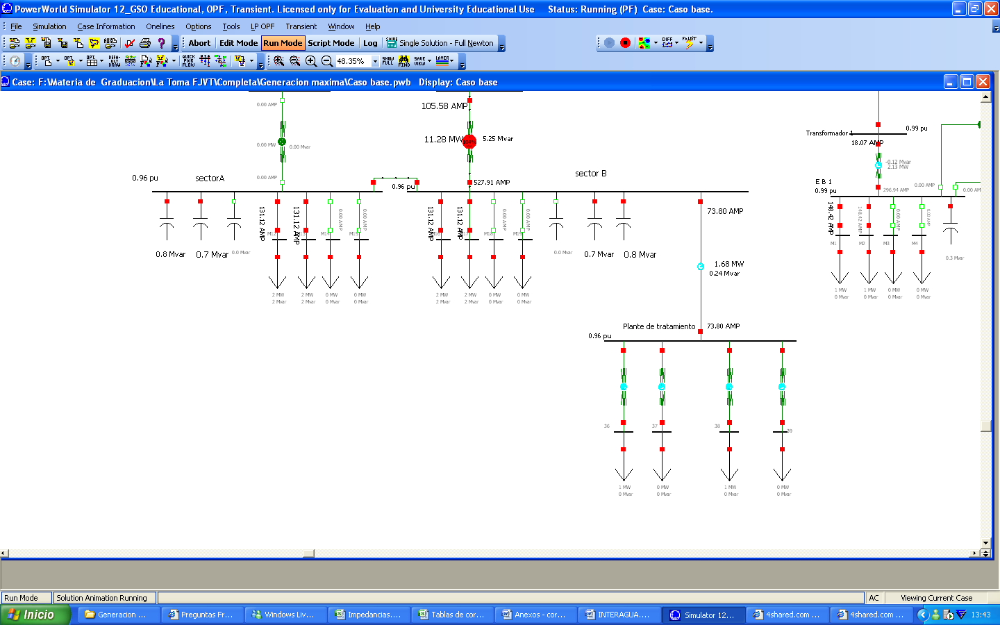 PowerWorld Simulator 12_GSO Educational, OPF, Transient. Licensed only for Evaluation and University Educational Use Status: Running (PF) Case: Caso base.
File Simulation Case Information Onelines Options Tools LP OPF Transient Window Help
Abort Edit Mode Run Mode Script Mode Log Single Solution - Full Newton
48.35%
Case: F:\Materia de Graduacion\La Toma FJVT\Completa\Generacion maxima\Caso base.pwb Display: Caso base
0.00 AMP
105.58 AMP
Transformador 1
0.99 pu
0.00 MW
0.00 Mvar
11.28 MW
5.25 Mvar
18.07 AMP
-0.12 Mvar
2.13 MW
0.96 pu
sectorA
0.00 AMP
0.96 pu
527.91 AMP
sector B
E B 1
0.99 pu
296.94 AMP
0.00 AMP
0.00 AM
131.12 AMP
131.12 AMP
0.00 AMP
0.00 AMP
131.12 AMP
131.12 AMP
0.00 AMP
0.00 AMP
73.80 AMP
148.42 AMP
148.42 AMP
0.00 AMP
0.00 AMP
M1
M2
M3
M4
0.8 Mvar
0.7 Mvar
0.0 Mvar
0.0 Mvar
0.7 Mvar
0.8 Mvar
0.3 Mvar
1.68 MW
0.24 Mvar
2 MW 2 MW 0 MW 0 MW 2 MW 2 MW 0 MW 0 MW
2 Mvar 2 Mvar 0 Mvar 0 Mvar 2 Mvar 2 Mvar 0 Mvar 0 Mvar
1 MW 1 MW 0 MW 0 MW
0 Mvar 0 Mvar 0 Mvar 0 Mvar
Plante de tratamiento
73.80 AMP
0.96 pu
36
37
38
39
1 MW 0 MW 1 MW 0 MW
0 Mvar 0 Mvar 0 Mvar 0 Mvar
Run Mode Solution Animation Running AC Viewing Current Case
Inicio Generacion ... Preguntas Fr... Windows Liv... Impedancias.... Tablas de cor... Anexos - cor... INTERAGUA.... Simulator 12... 4shared.com ... 4shared.com ... 13:43